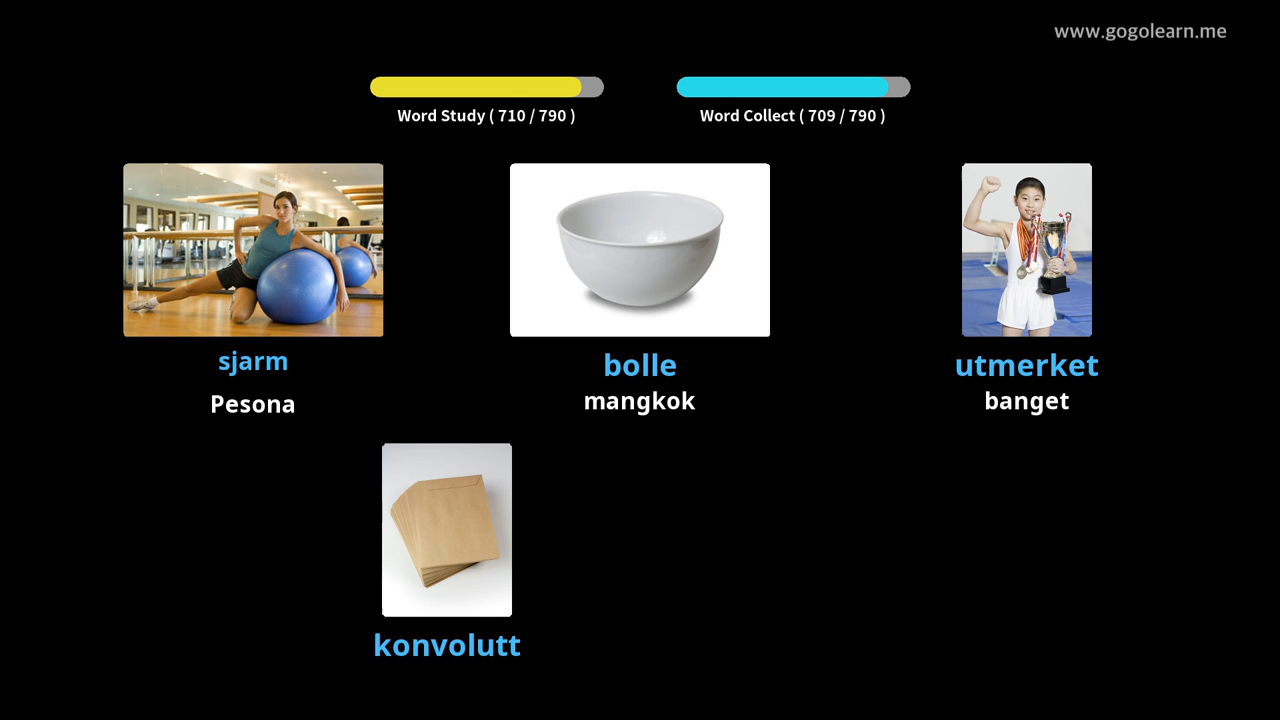 www.gogolearn.me
Word Study ( 710 / 790 )
Word Collect ( 709 / 790 )
sjarm
Pesona
bolle
mangkok
utmerket
banget
konvolutt